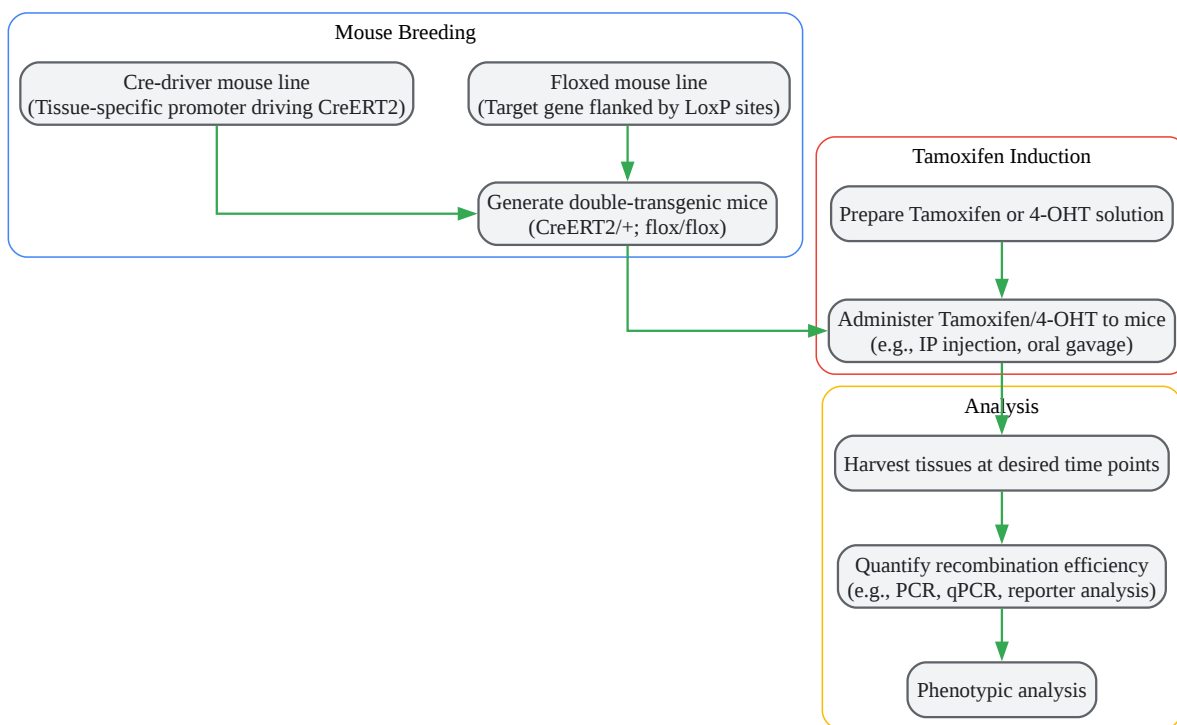 Mouse Breeding
Cre-driver mouse line
(Tissue-specific promoter driving CreERT2)
Floxed mouse line
(Target gene flanked by LoxP sites)
Generate double-transgenic mice
(CreERT2/+; flox/flox)
Tamoxifen Induction
Prepare Tamoxifen or 4-OHT solution
Administer Tamoxifen/4-OHT to mice
(e.g., IP injection, oral gavage)
Analysis
Harvest tissues at desired time points
Quantify recombination efficiency
(e.g., PCR, qPCR, reporter analysis)
Phenotypic analysis